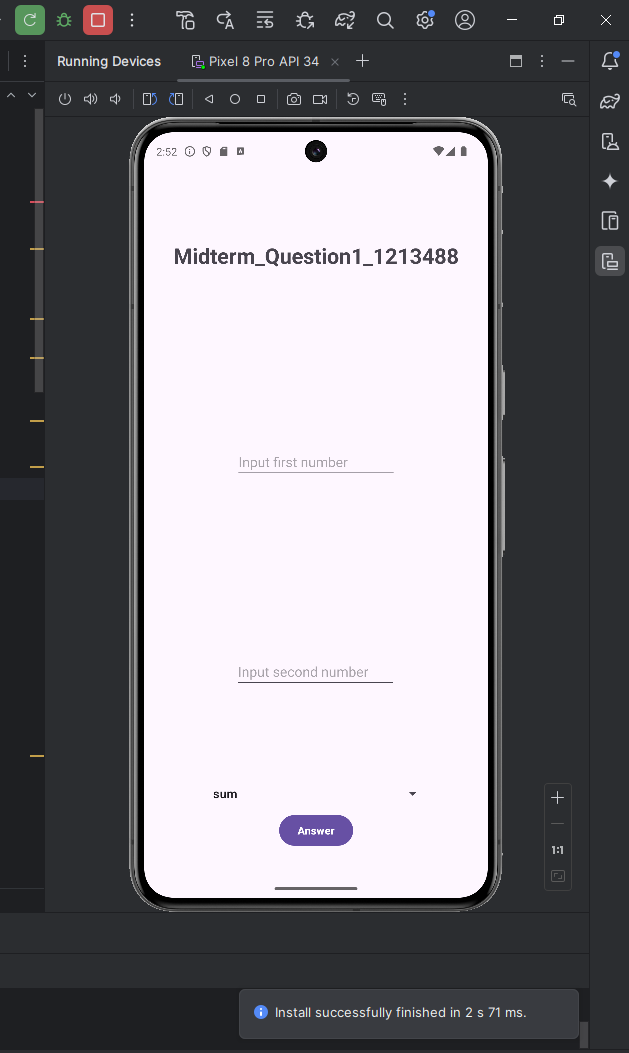 Running Devices
Pixel 8 Pro API 34
2:52
Midterm_Question1_1213488
Input first number
Input second number
sum
Answer
1:1
Install successfully finished in 2 s 71 ms.